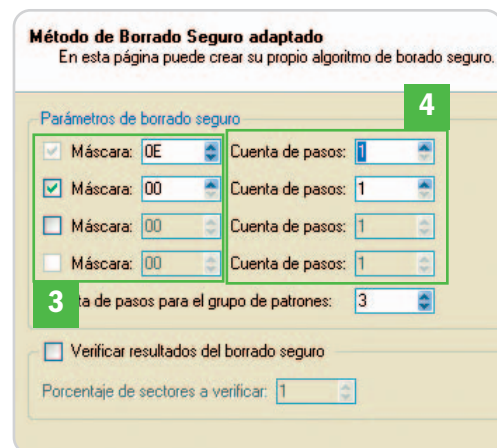 Método de Borrado Seguro adaptado
En esta página puede crear su propio algoritmo de borado seguro.
4
Parámetros de borrado seguro
Máscara: 0E Cuenta de pasos: 1
Máscara: 00 Cuenta de pasos: 1
Máscara: 00 Cuenta de pasos: 1
Máscara: 00 Cuenta de pasos: 1
3 ta de pasos para el grupo de patrones: 3
Verificar resultados del borrado seguro
Porcentaje de sectores a verificar: 1